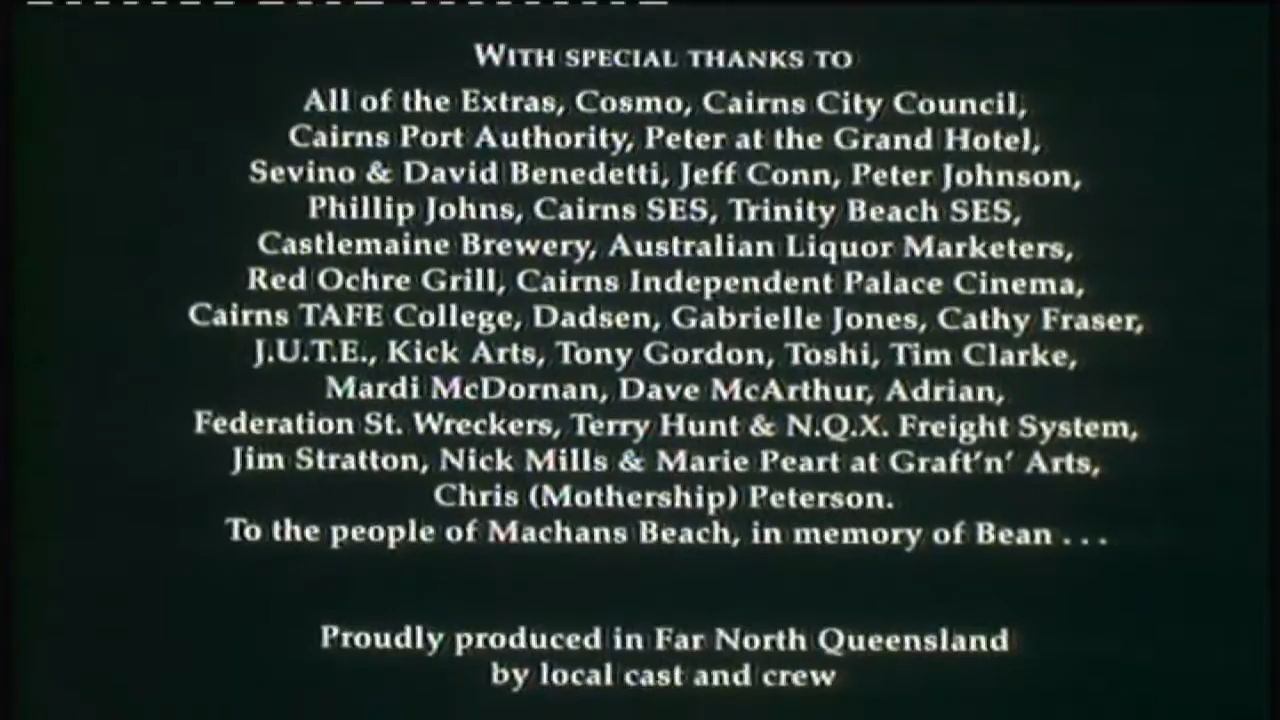 WITH SPECIAL THANKS TO
All of the Extras, Cosmo, Cairns City Council,
Cairns Port Authority, Peter at the Grand Hotel,
Sevino & David Benedetti, Jeff Conn, Peter Johnson,
Phillip Johns, Cairns SES, Trinity Beach SES,
Castlemaine Brewery, Australian Liquor Marketers,
Red Ochre Grill, Cairns Independent Palace Cinema,
Cairns TAFE College, Dadsen, Gabrielle Jones, Cathy Fraser,
J.U.T.E., Kick Arts, Tony Gordon, Toshi, Tim Clarke,
Mardi McDornan, Dave McArthur, Adrian,
Federation St. Wreckers, Terry Hunt & N.Q.X. Freight System,
Jim Stratton, Nick Mills & Marie Peart at Graft'n' Arts,
Chris (Mothership) Peterson.
To the people of Machans Beach, in memory of Bean . . .
Proudly produced in Far North Queensland
by local cast and crew